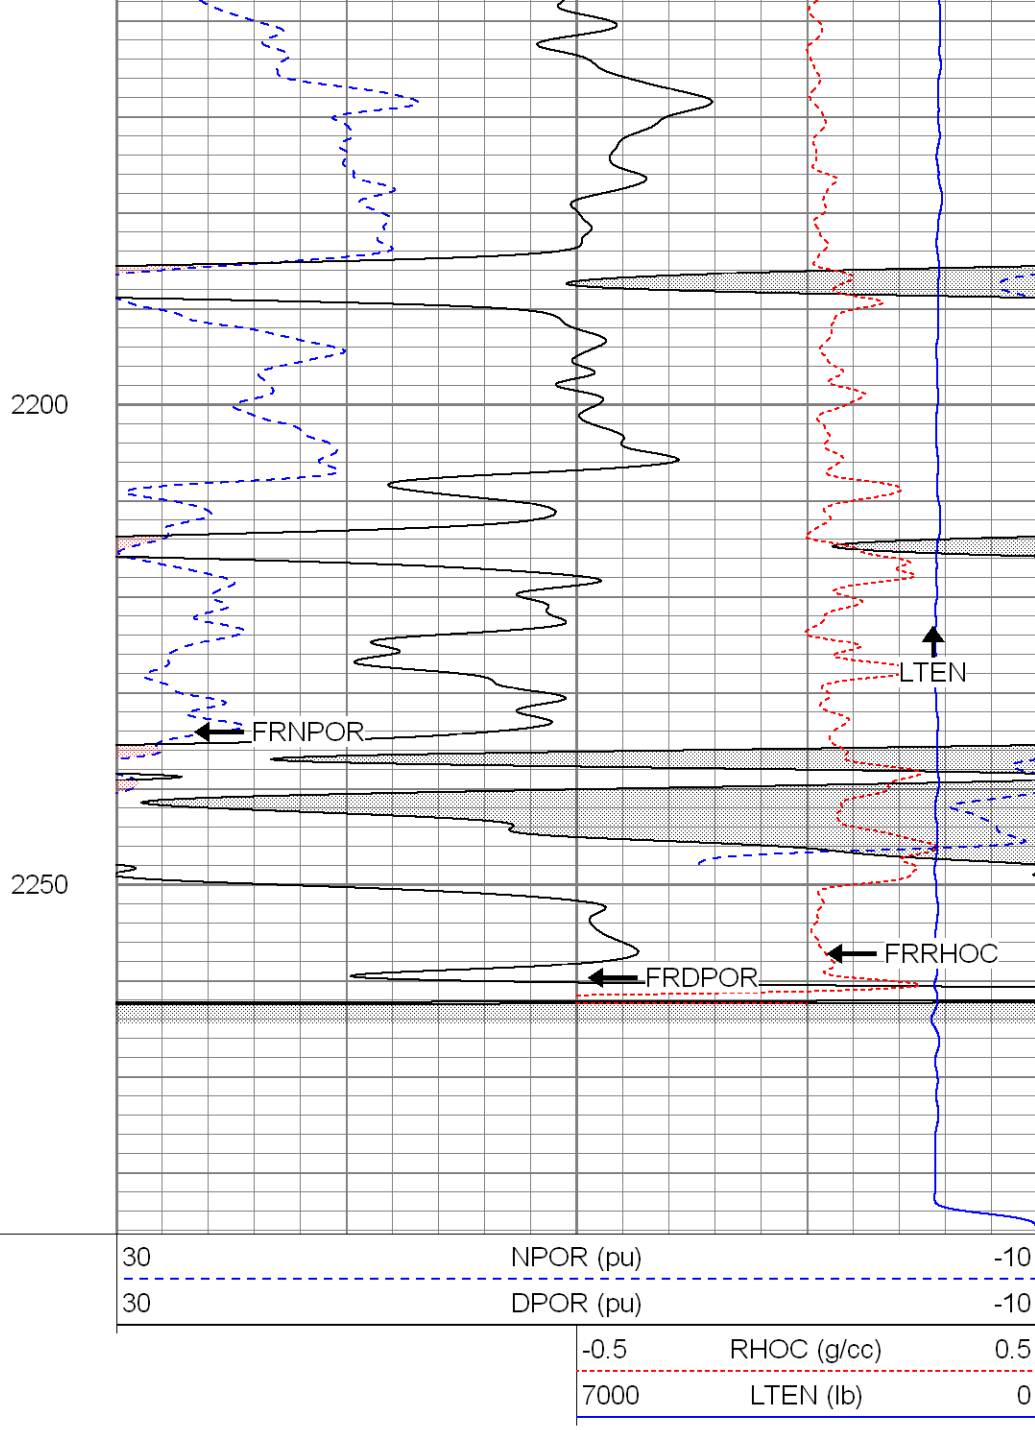 2200
LTEN
FRNPOR
2250
FRRHOC
FRDPOR
30 NPOR (pu) -10
30 DPOR (pu) -10
-0.5 RHOC (g/cc) 0.5
7000 LTEN (lb) 0